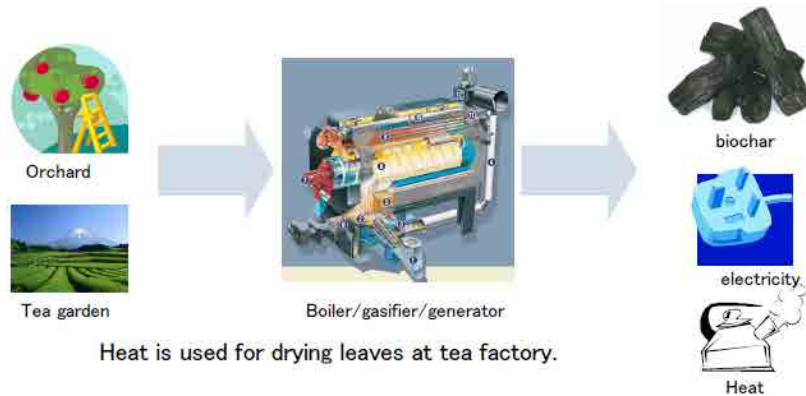 Orchard
Tea garden
Boiler/gasifier/generator
Heat is used for drying leaves at tea factory.
biochar
electricity
Heat